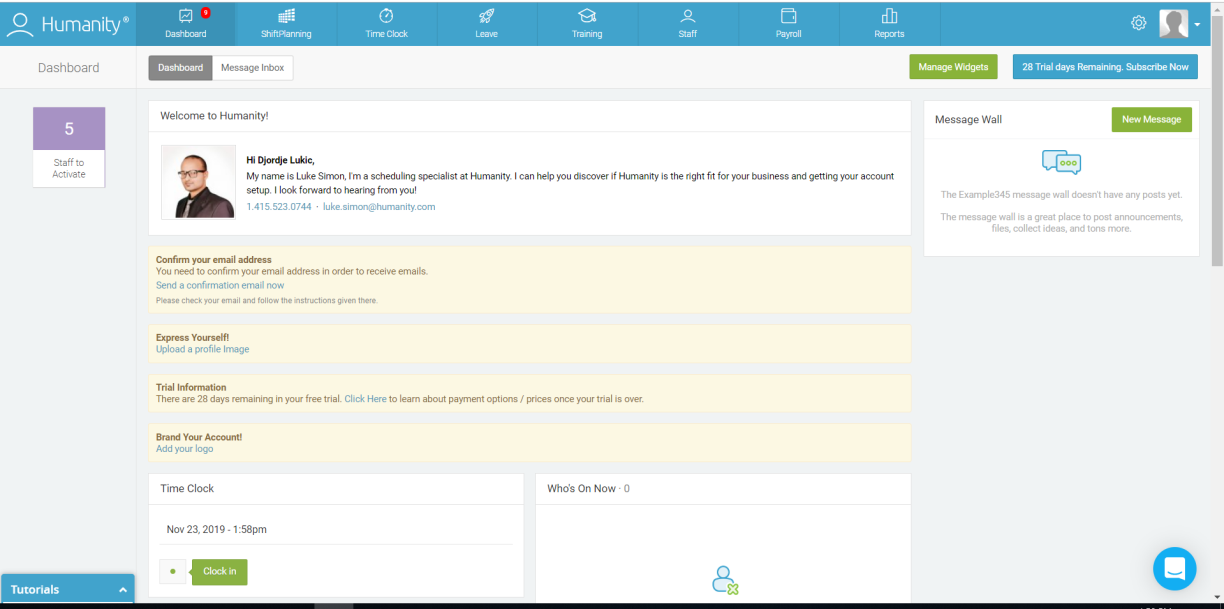 Humanity®
9
Dashboard
ShiftPlanning
Time Clock
Leave
Training
Staff
Payroll
Reports
Dashboard
Dashboard
Message Inbox
Manage Widgets
28 Trial days Remaining. Subscribe Now
5
Staff to
Activate
Welcome to Humanity!
Hi Djordje Lukic,
My name is Luke Simon, I'm a scheduling specialist at Humanity. I can help you discover if Humanity is the right fit for your business and getting your account
setup. I look forward to hearing from you!
1.415.523.0744 · luke.simon@humanity.com
Message Wall
New Message
The Example345 message wall doesn't have any posts yet.
The message wall is a great place to post announcements,
files, collect ideas, and tons more.
Confirm your email address
You need to confirm your email address in order to receive emails.
Send a confirmation email now
Please check your email and follow the instructions given there.
Express Yourself!
Upload a profile Image
Trial Information
There are 28 days remaining in your free trial. Click Here to learn about payment options / prices once your trial is over.
Brand Your Account!
Add your logo
Time Clock
Nov 23, 2019 - 1:58pm
Clock in
Who's On Now · 0
Tutorials